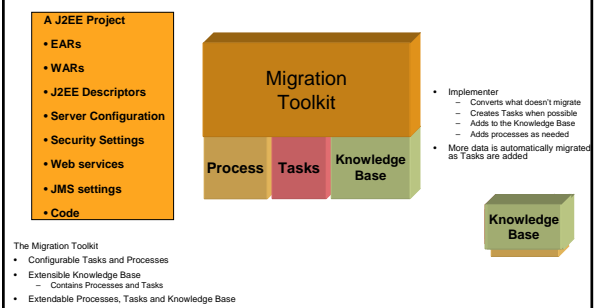 A J2EE Project
• EARs
• WARs
• J2EE Descriptors
• Server Configuration
• Security Settings
• Web services
• JMS settings
• Code
Migration
Toolkit
Process
Tasks
Knowledge
Base
• Implementer
– Converts what doesn't migrate
– Creates Tasks when possible
– Adds to the Knowledge Base
– Adds processes as needed
• More data is automatically migrated
as Tasks are added
Knowledge
Base
The Migration Toolkit
• Configurable Tasks and Processes
• Extensible Knowledge Base
– Contains Processes and Tasks
• Extendable Processes, Tasks and Knowledge Base